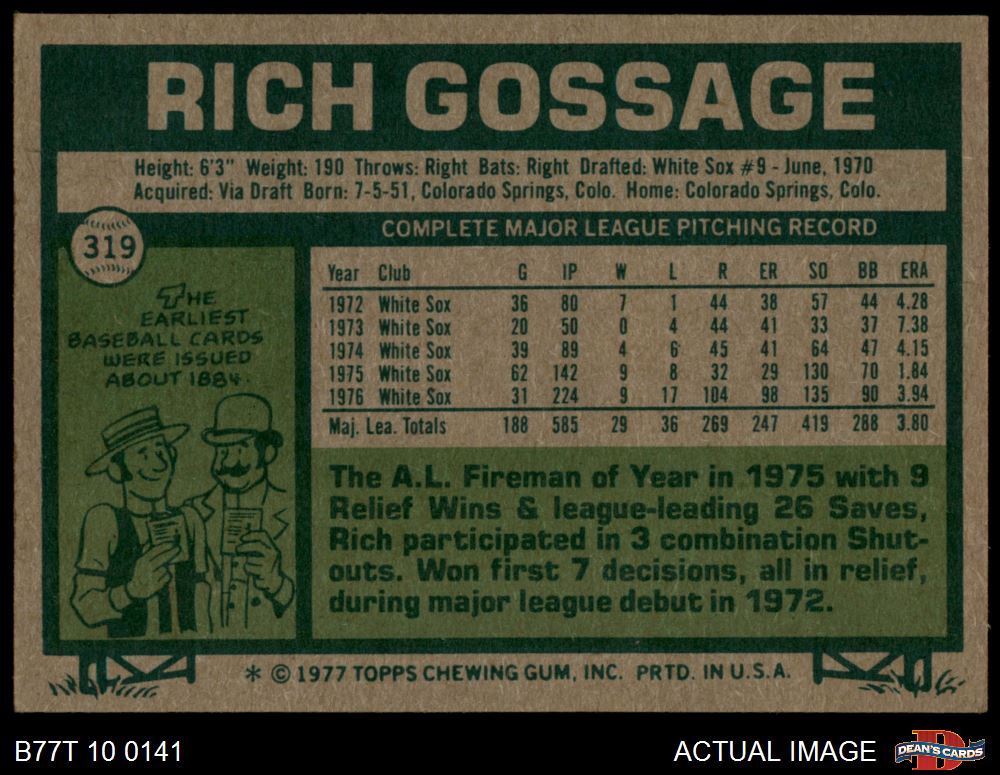 RICH GOSSAGE
Height: 6'3" Weight: 190 Throws: Right Bats: Right Drafted: White Sox #9 - June, 1970
Acquired: Via Draft Born: 7-5-51, Colorado Springs, Colo. Home: Colorado Springs, Colo.
319
THE
EARLIEST
BASEBALL CARDS
WERE ISSUED
ABOUT 1884.
COMPLETE MAJOR LEAGUE PITCHING RECORD
Year Club G IP W L R ER SO BB ERA
1972 White Sox 36 80 7 1 44 38 57 44 4.28
1973 White Sox 20 50 0 4 44 41 33 37 7.38
1974 White Sox 39 89 4 6 45 41 64 47 4.15
1975 White Sox 62 142 9 8 32 29 130 70 1.84
1976 White Sox 31 224 9 17 104 98 135 90 3.94
Maj. Lea. Totals 188 585 29 36 269 247 419 288 3.80
The A.L. Fireman of Year in 1975 with 9
Relief Wins & league-leading 26 Saves,
Rich participated in 3 combination Shut-
outs. Won first 7 decisions, all in relief,
during major league debut in 1972.
* © 1977 TOPPS CHEWING GUM, INC. PRTD. IN U.S.A.
B77T 10 0141
ACTUAL IMAGE
DEAN'S CARDS